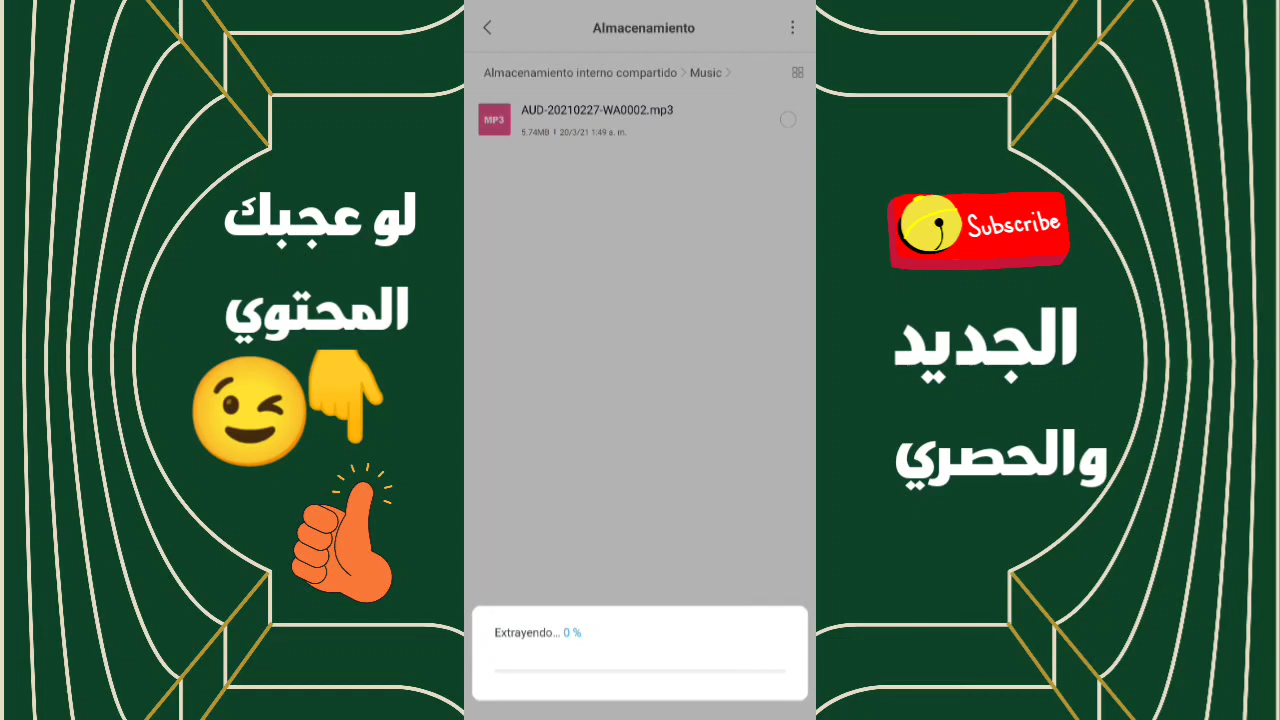 لو عجبك
المحتوي
Almacenamiento
Almacenamiento interno compartido > Music >
MP3
AUD-20210227-WA0002.mp3
5.74MB | 20/3/21 1:49 a. m.
Extrayendo... 0 %
Subscribe
الجديد
والحصري